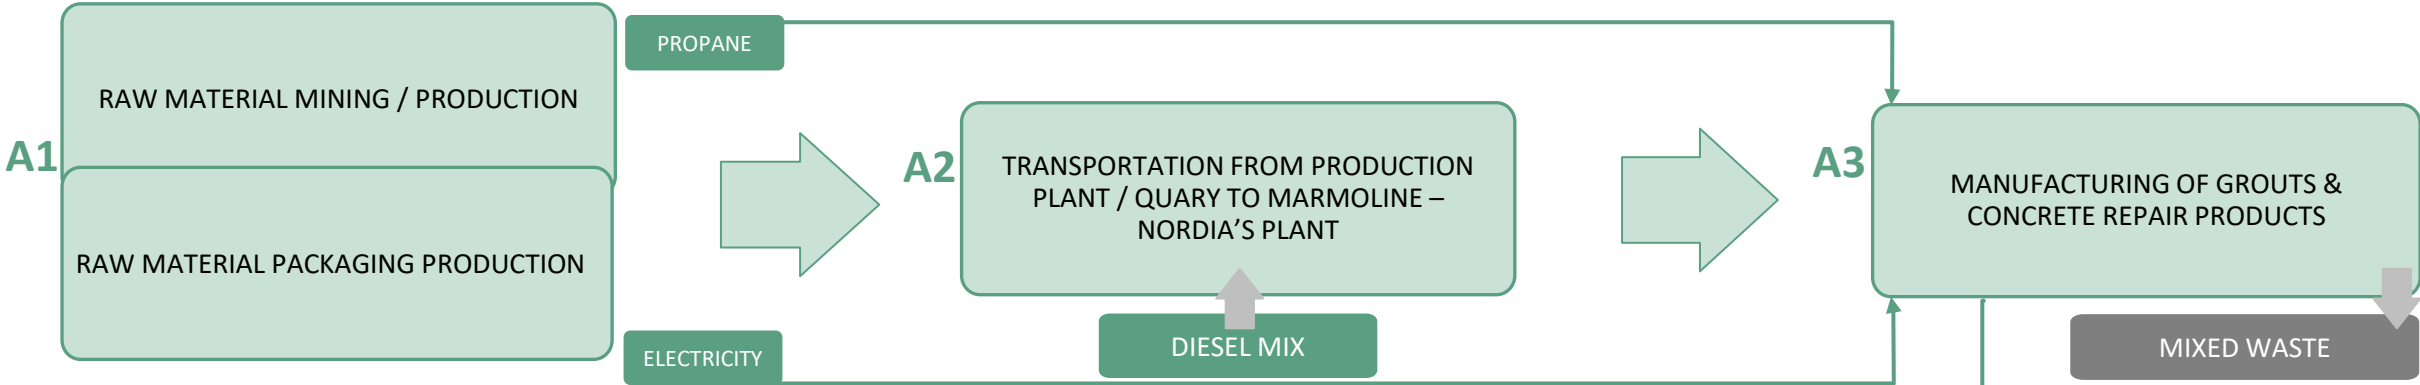 A1
RAW MATERIAL MINING / PRODUCTION
RAW MATERIAL PACKAGING PRODUCTION
PROPANE
ELECTRICITY
A2
TRANSPORTATION FROM PRODUCTION
PLANT / QUARY TO MARMOLINE –
NORDIA’S PLANT
DIESEL MIX
A3
MANUFACTURING OF GROUTS &
CONCRETE REPAIR PRODUCTS
MIXED WASTE